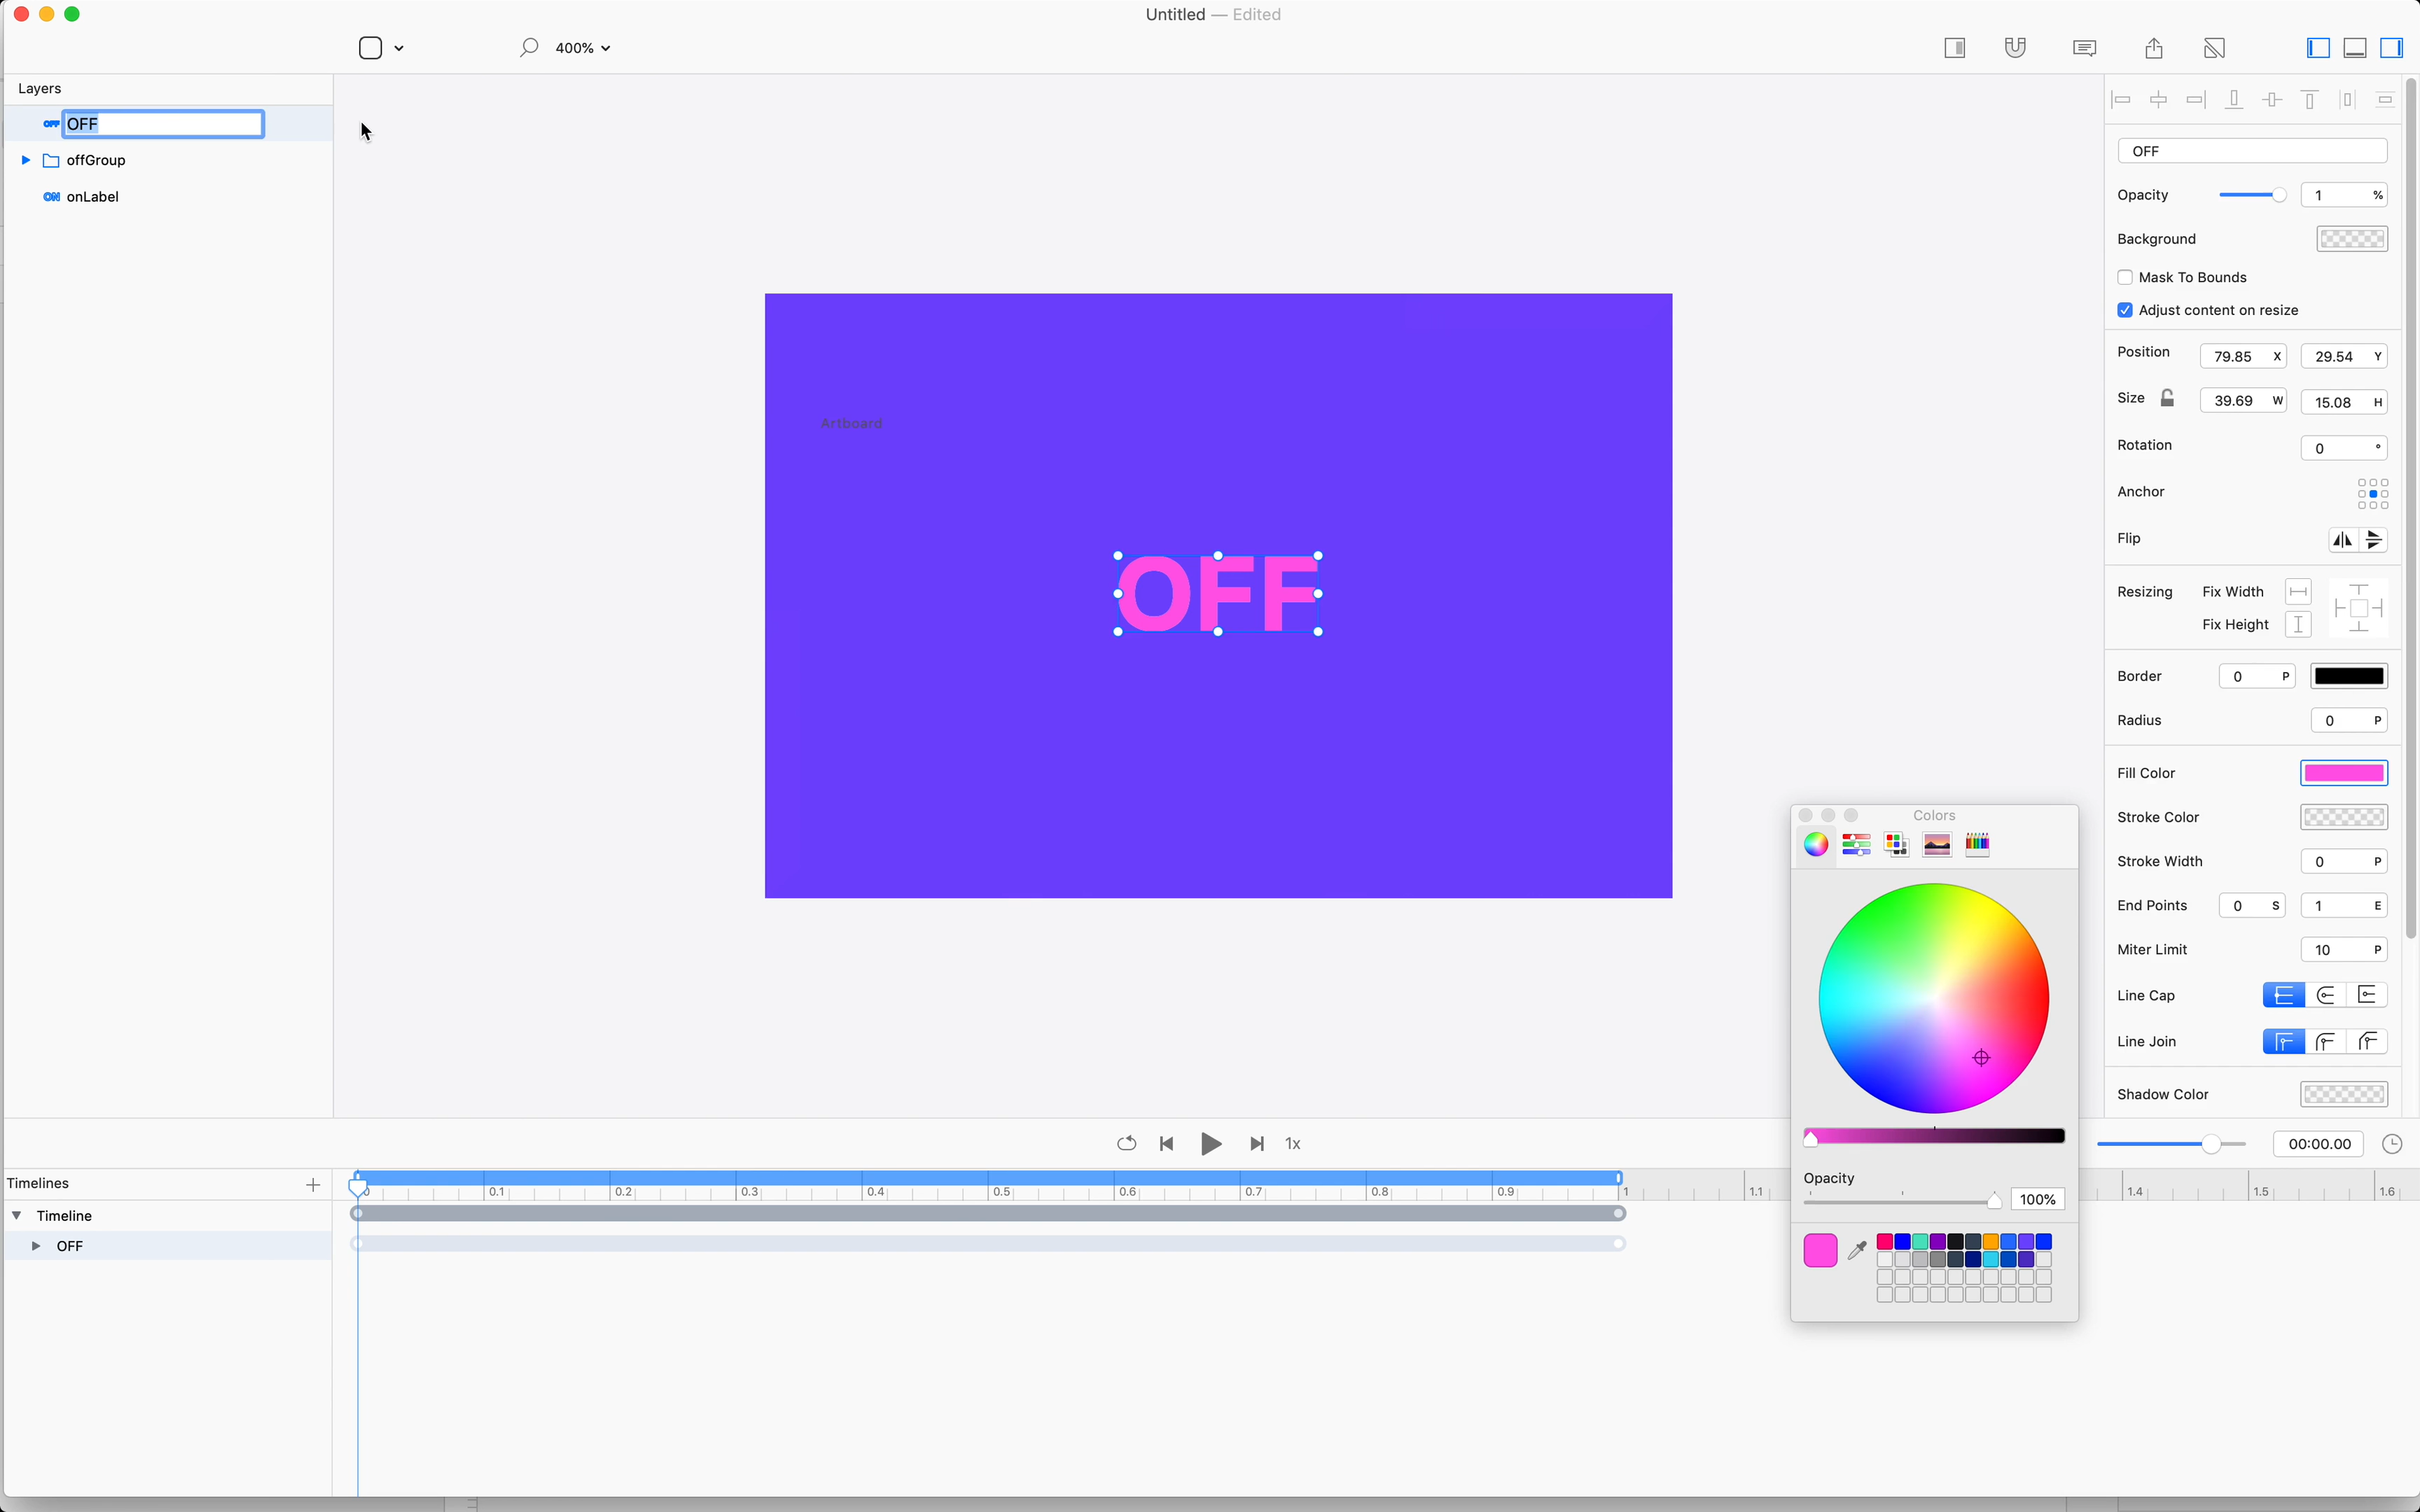 Untitled — Edited
400%
Layers
OFF OFF
offGroup
ON onLabel
Artboard
OFF
OFF
Opacity 1 %
Background
Mask To Bounds
Adjust content on resize
Position 79.85 X 29.54 Y
Size 39.69 W 15.08 H
Rotation 0 °
Anchor
Flip
Resizing Fix Width
Fix Height
Border 0 P
Radius 0 P
Fill Color
Stroke Color
Stroke Width 0 P
End Points 0 S 1 E
Miter Limit 10 P
Line Cap
Line Join
Shadow Color
Colors
Opacity
100%
1x
00:00.00
Timelines
0 0.1 0.2 0.3 0.4 0.5 0.6 0.7 0.8 0.9 1 1.1 1.4 1.5 1.6
Timeline
OFF